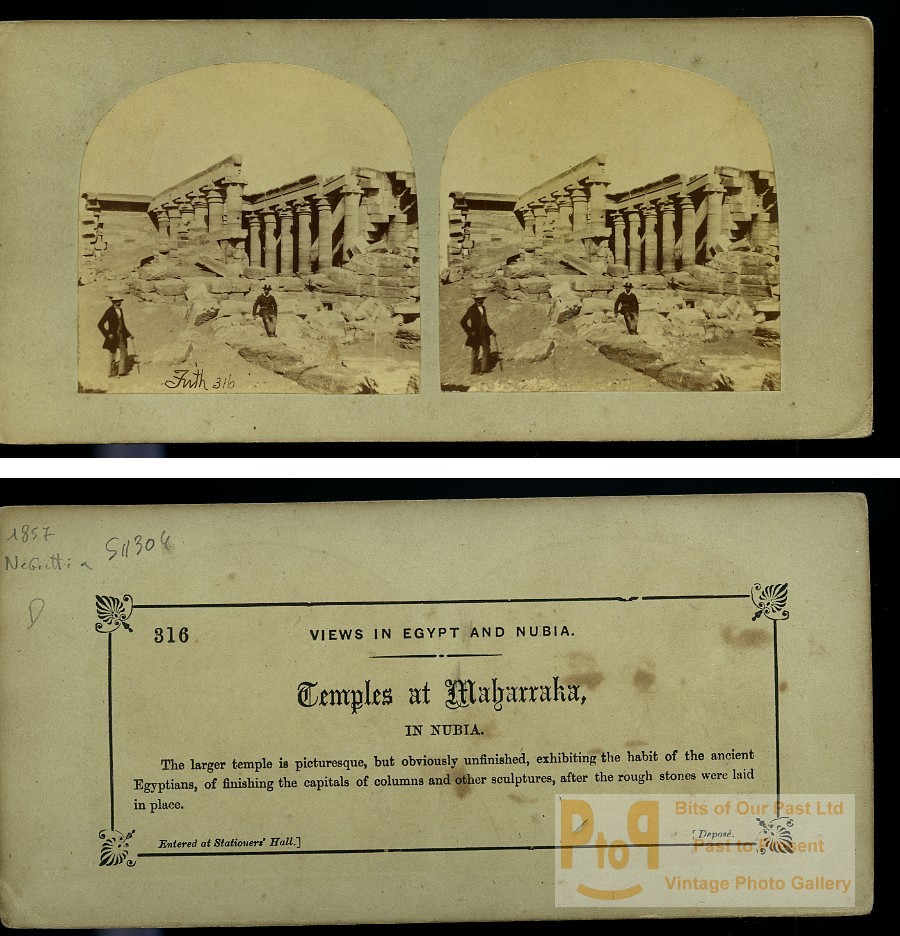 Frith 316
1857
Negretti a
S11304
D
316
VIEWS IN EGYPT AND NUBIA.
Temples at Maharraka,
IN NUBIA.
The larger temple is picturesque, but obviously unfinished, exhibiting the habit of the ancient
Egyptians, of finishing the capitals of columns and other sculptures, after the rough stones were laid
in place.
Entered at Stationers' Hall.]
[Deposé.
PtoP
Bits of Our Past Ltd
Past to Present
Vintage Photo Gallery